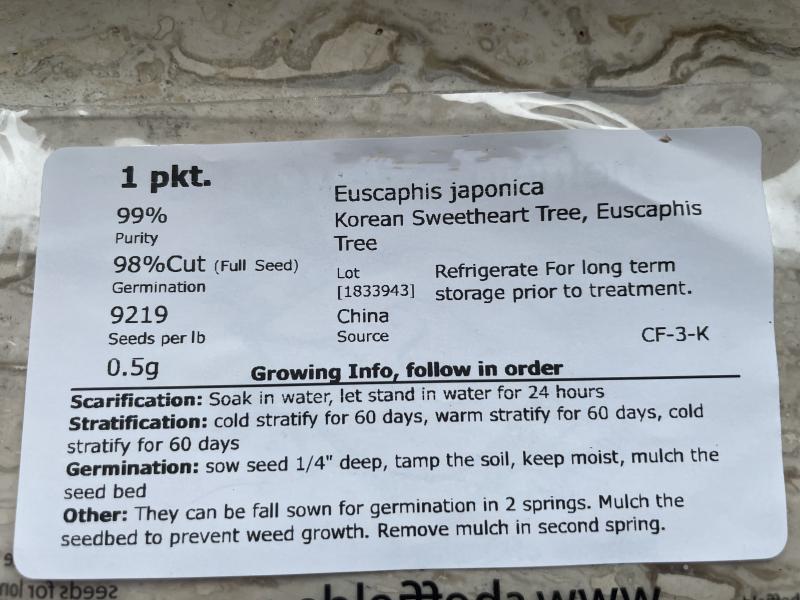 1 pkt.
99%
Purity
98%Cut (Full Seed)
Germination
9219
Seeds per lb
0.5g
Euscaphis japonica
Korean Sweetheart Tree, Euscaphis
Tree
Lot
[1833943]
Refrigerate For long term
storage prior to treatment.
China
Source
CF-3-K
Growing Info, follow in order
Scarification: Soak in water, let stand in water for 24 hours
Stratification: cold stratify for 60 days, warm stratify for 60 days, cold
stratify for 60 days
Germination: sow seed 1/4" deep, tamp the soil, keep moist, mulch the
seed bed
Other: They can be fall sown for germination in 2 springs. Mulch the
seedbed to prevent weed growth. Remove mulch in second spring.